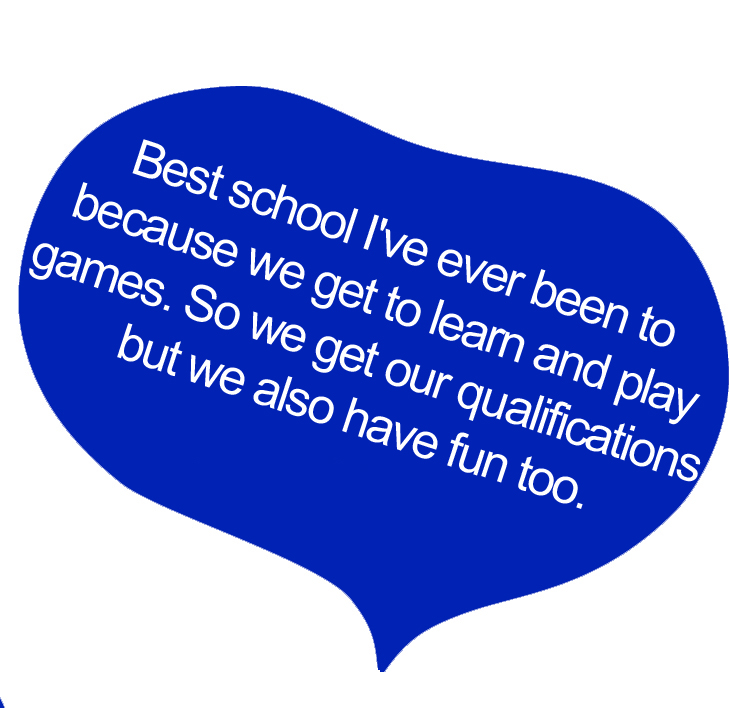 Best school I've ever been to
because we get to learn and play
games. So we get our qualifications
but we also have fun too.